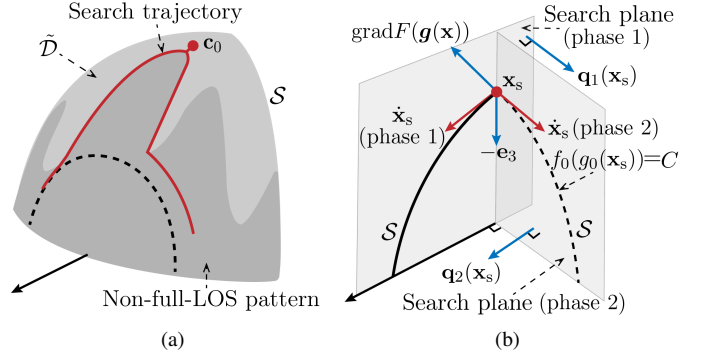 Search trajectory
𝒟̃
c₀
𝒮
Non-full-LOS pattern
(a)
Search plane
(phase 1)
gradF(g(x))
q₁(xₛ)
xₛ
ẋₛ
(phase 1)
ẋₛ(phase 2)
−e₃
f₀(g₀(xₛ))=C
𝒮
𝒮
q₂(xₛ)
Search plane (phase 2)
(b)